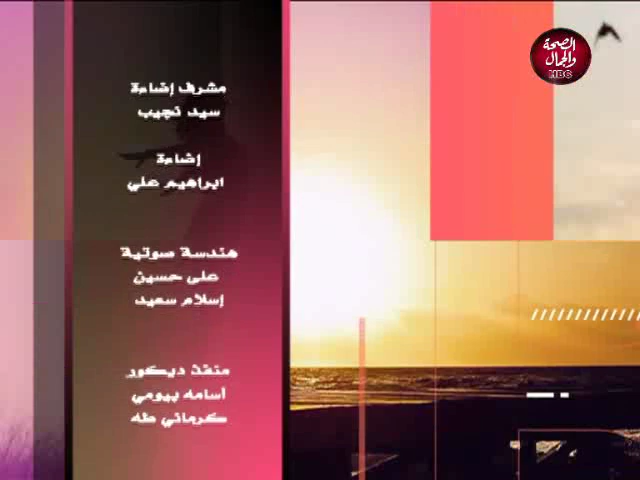 الصحة
والجمال
HBC
مشرف إضاءة
سيد نجيب
إضاءة
ابراهيم علي
هندسة صوتية
على حسين
إسلام سعيد
منفذ ديكور
أسامه بيومي
كرماني طه